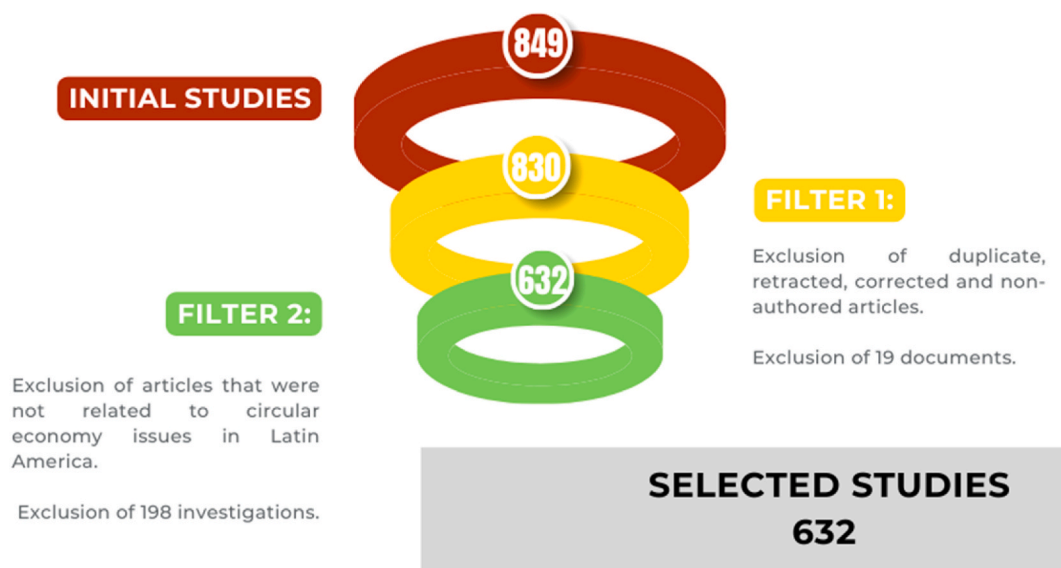 849
INITIAL STUDIES
830
FILTER 1:
Exclusion of duplicate,
retracted, corrected and non-
authored articles.
Exclusion of 19 documents.
632
FILTER 2:
Exclusion of articles that were
not related to circular
economy issues in Latin
America.
Exclusion of 198 investigations.
SELECTED STUDIES
632